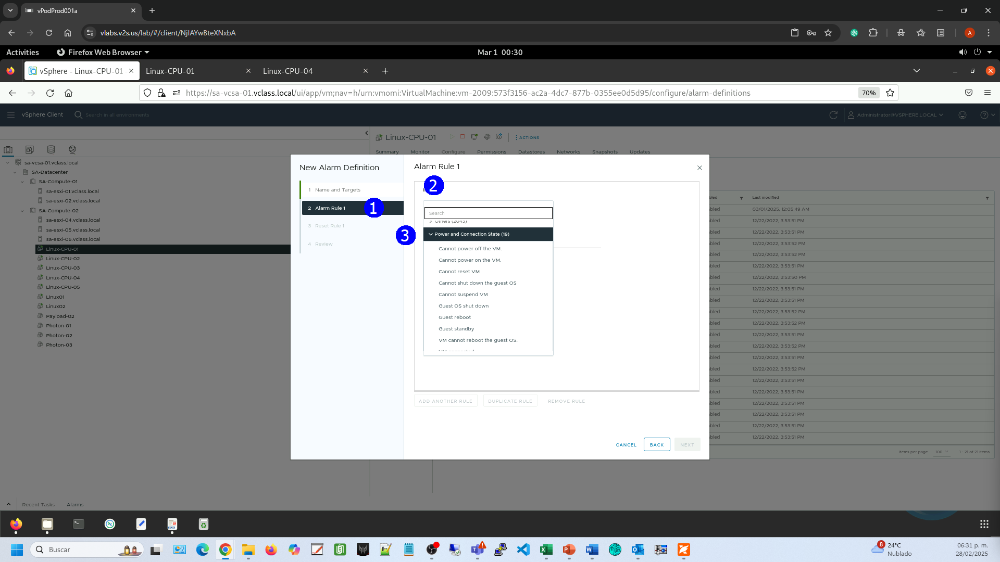 vPodProd001a
vlabs.v2s.us/lab/#/client/NjIAYwBteXNxbA
A
Activities
Firefox Web Browser
Mar 1 00:30
vSphere - Linux-CPU-01 -
Linux-CPU-01
Linux-CPU-04
https://sa-vcsa-01.vclass.local/ui/app/vm;nav=h/urn:vmomi:VirtualMachine:vm-2009:573f3156-ac2a-4dc7-877b-0355ee0d5d95/configure/alarm-definitions
70%
vSphere Client
Search in all environments
Administrator@VSPHERE.LOCAL
Linux-CPU-01
ACTIONS
Summary Monitor Configure Permissions Datastores Networks Snapshots Updates
sa-vcsa-01.vclass.local
SA-Datacenter
SA-Compute-01
sa-esxi-01.vclass.local
sa-esxi-02.vclass.local
SA-Compute-02
sa-esxi-04.vclass.local
sa-esxi-05.vclass.local
sa-esxi-06.vclass.local
Linux-CPU-01
Linux-CPU-02
Linux-CPU-03
Linux-CPU-04
Linux-CPU-05
Linux01
Linux02
Payload-02
Photon-01
Photon-02
Photon-03
New Alarm Definition
1 Name and Targets
2 Alarm Rule 1
1
3 Reset Rule 1
4 Review
Alarm Rule 1
2
3
Search
Others (2043)
Power and Connection State (19)
Cannot power off the VM.
Cannot power on the VM.
Cannot reset VM
Cannot shut down the guest OS
Cannot suspend VM
Guest OS shut down
Guest reboot
Guest standby
VM cannot reboot the guest OS.
VM connected
ADD ANOTHER RULE
DUPLICATE RULE
REMOVE RULE
CANCEL
BACK
NEXT
bled Last modified
bled 03/01/2025, 12:05:49 AM
bled 12/22/2022, 3:53:51 PM
bled 12/22/2022, 3:53:52 PM
bled 12/22/2022, 3:53:52 PM
bled 12/22/2022, 3:53:51 PM
bled 12/22/2022, 3:53:51 PM
bled 12/22/2022, 3:53:50 PM
bled 12/22/2022, 3:53:51 PM
bled 12/22/2022, 3:53:51 PM
bled 12/22/2022, 3:53:52 PM
bled 12/22/2022, 3:53:52 PM
bled 12/22/2022, 3:53:51 PM
bled 12/22/2022, 3:53:52 PM
bled 12/22/2022, 3:53:51 PM
bled 12/22/2022, 3:53:52 PM
bled 12/22/2022, 3:53:51 PM
bled 12/22/2022, 3:53:51 PM
bled 12/22/2022, 3:53:51 PM
bled 12/22/2022, 3:53:51 PM
bled 12/22/2022, 3:53:51 PM
bled 12/22/2022, 3:53:51 PM
Items per page 100 1 - 21 of 21 items
Recent Tasks Alarms
Buscar
8
24°C
Nublado
06:31 p. m.
28/02/2025